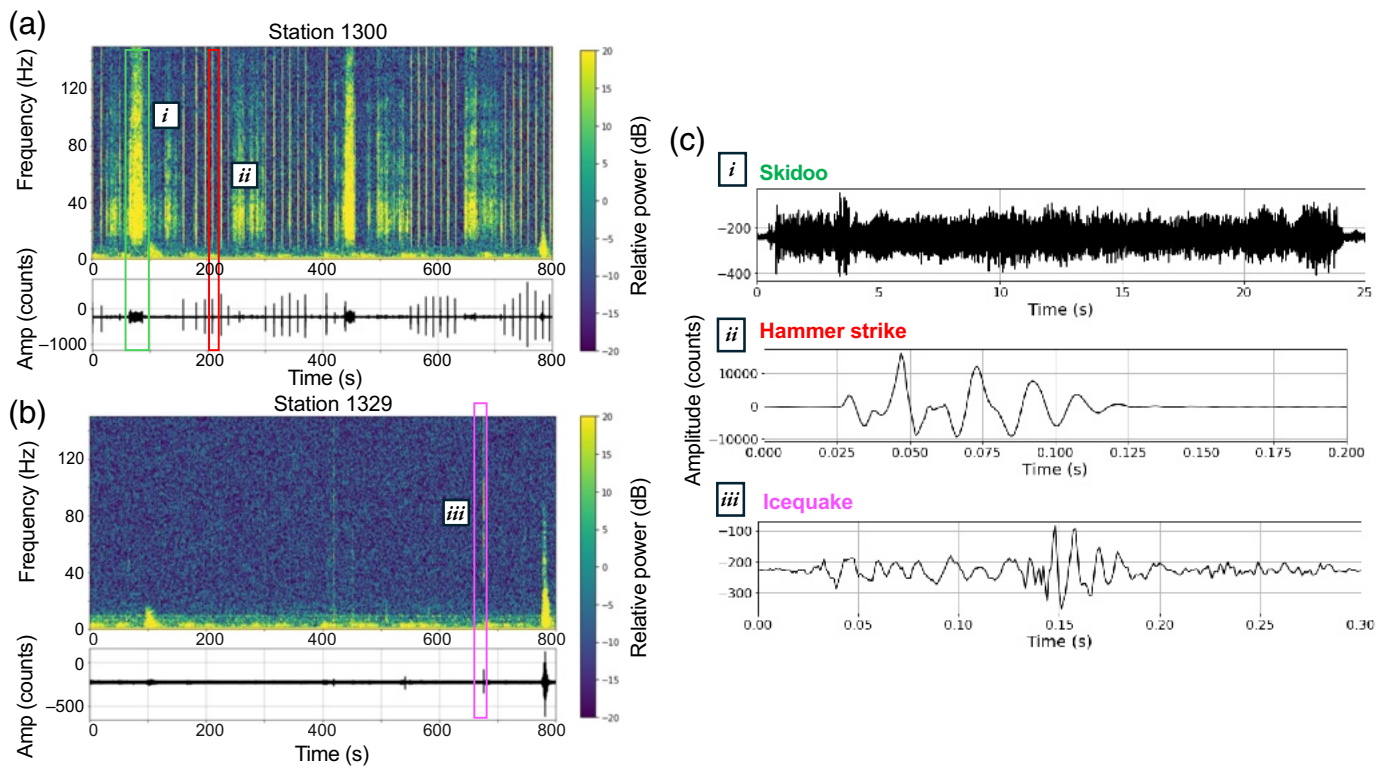 (a)
Station 1300
Frequency (Hz)
120
80
40
0
0 200 400 600 800
i
ii
20
15
10
5
0
−5
−10
−15
−20
Relative power (dB)
Amp (counts)
0
−1000
0 200 400 600 800
Time (s)
(b)
Station 1329
Frequency (Hz)
120
80
40
0
0 200 400 600 800
iii
20
15
10
5
0
−5
−10
−15
−20
Relative power (dB)
Amp (counts)
0
−500
0 200 400 600 800
Time (s)
(c)
i Skidoo
−200
−400
0 5 10 15 20 25
Time (s)
Amplitude (counts)
ii Hammer strike
10000
0
−10000
0.000 0.025 0.050 0.075 0.100 0.125 0.150 0.175 0.200
Time (s)
iii Icequake
−100
−200
−300
0.00 0.05 0.10 0.15 0.20 0.25 0.30
Time (s)